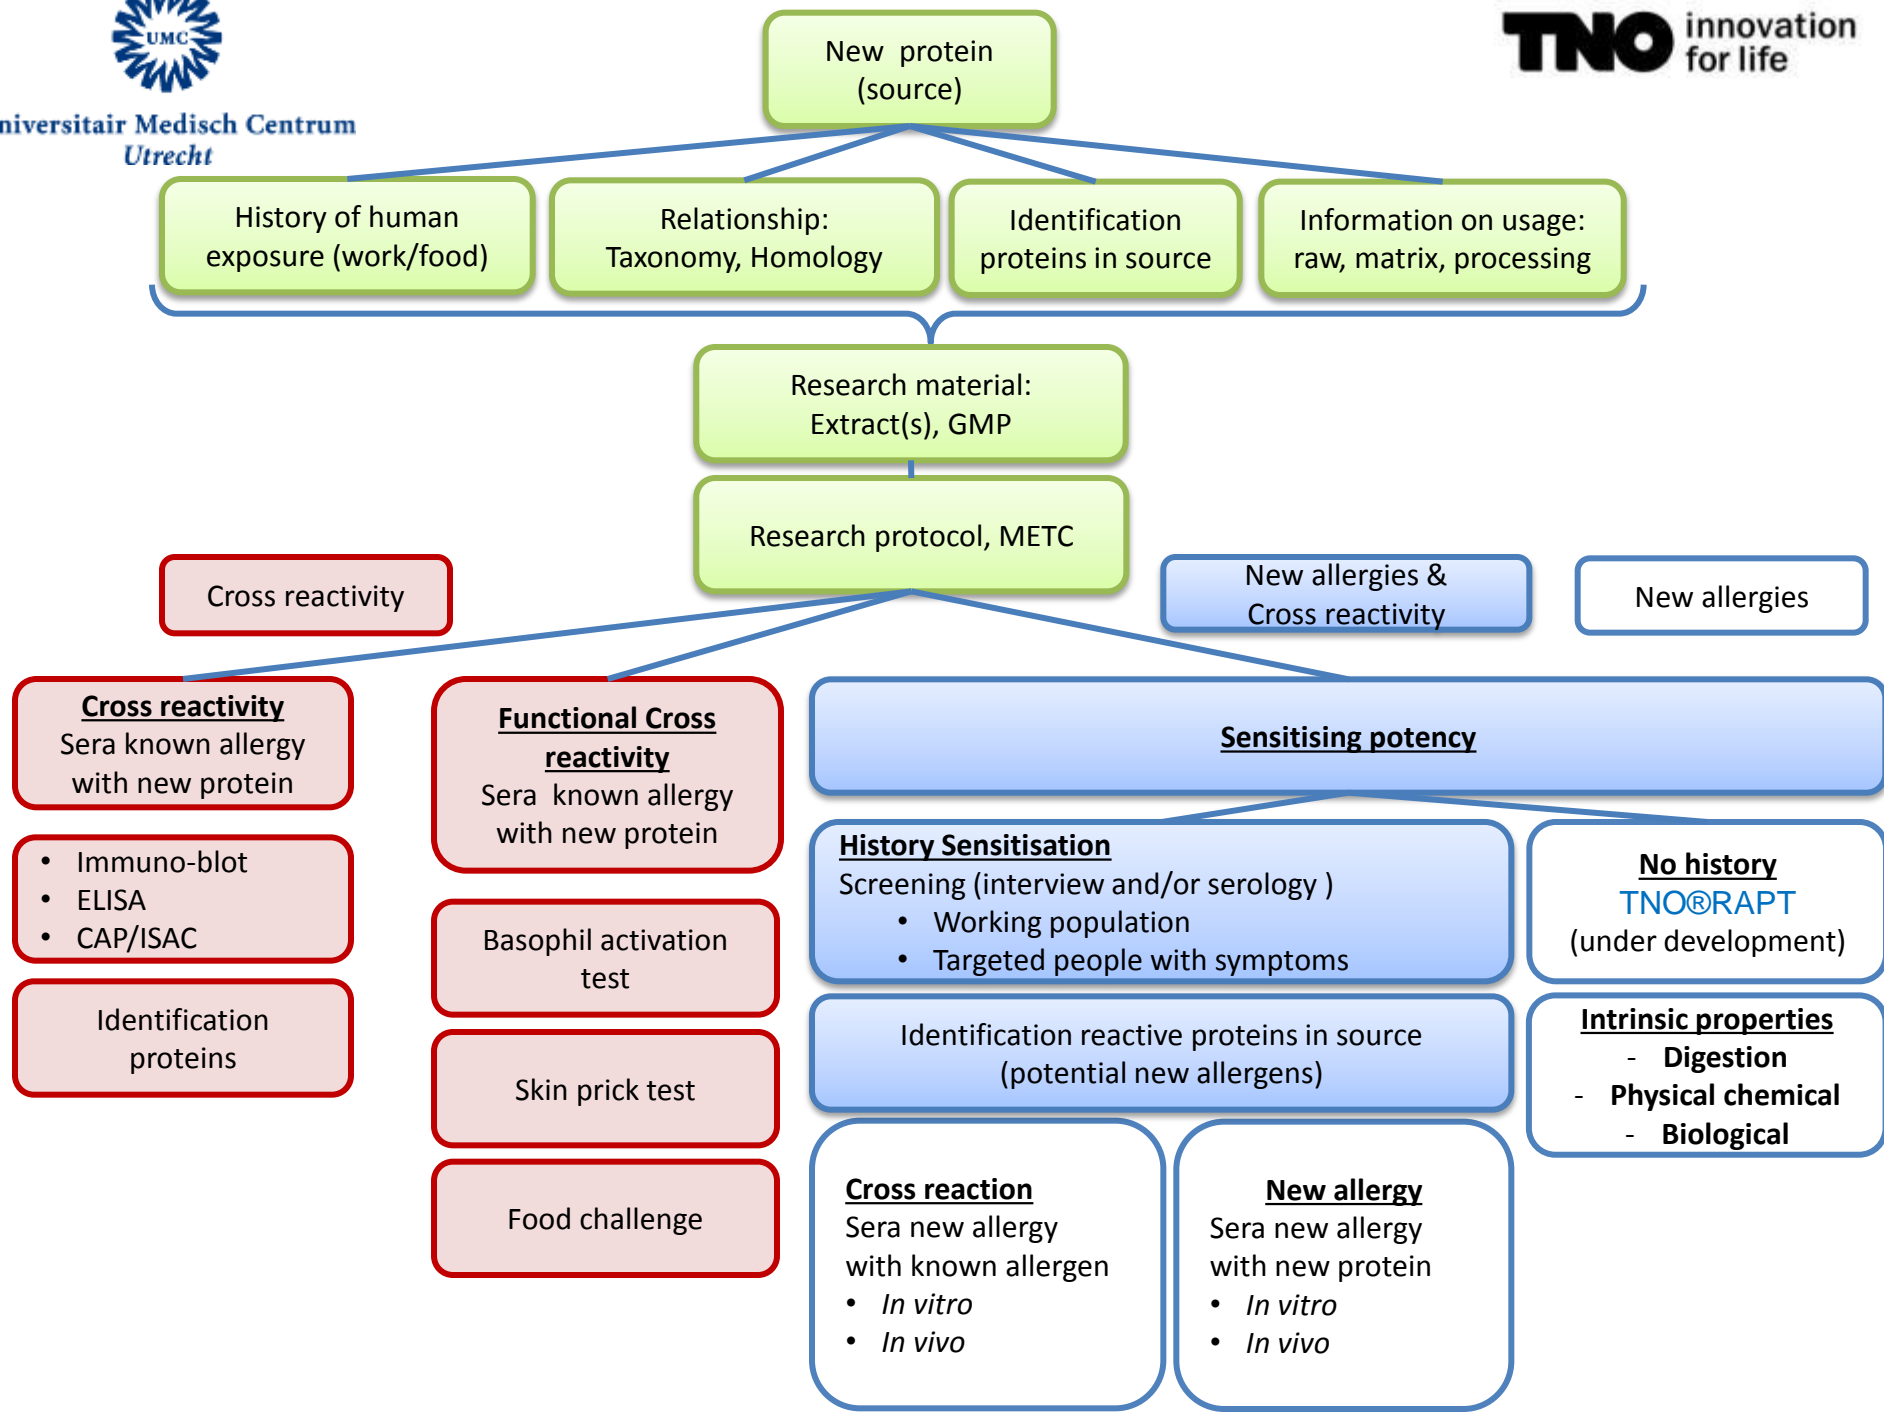 UMC
niversitair Medisch Centrum
Utrecht
TNO innovation
for life
New protein
(source)
History of human
exposure (work/food)
Relationship:
Taxonomy, Homology
Identification
proteins in source
Information on usage:
raw, matrix, processing
Research material:
Extract(s), GMP
Research protocol, METC
Cross reactivity
New allergies &
Cross reactivity
New allergies
Cross reactivity
Sera known allergy
with new protein
• Immuno-blot
• ELISA
• CAP/ISAC
Identification
proteins
Functional Cross
reactivity
Sera known allergy
with new protein
Basophil activation
test
Skin prick test
Food challenge
Sensitising potency
History Sensitisation
Screening (interview and/or serology )
• Working population
• Targeted people with symptoms
Identification reactive proteins in source
(potential new allergens)
Cross reaction
Sera new allergy
with known allergen
• In vitro
• In vivo
New allergy
Sera new allergy
with new protein
• In vitro
• In vivo
No history
TNO®RAPT
(under development)
Intrinsic properties
- Digestion
- Physical chemical
- Biological